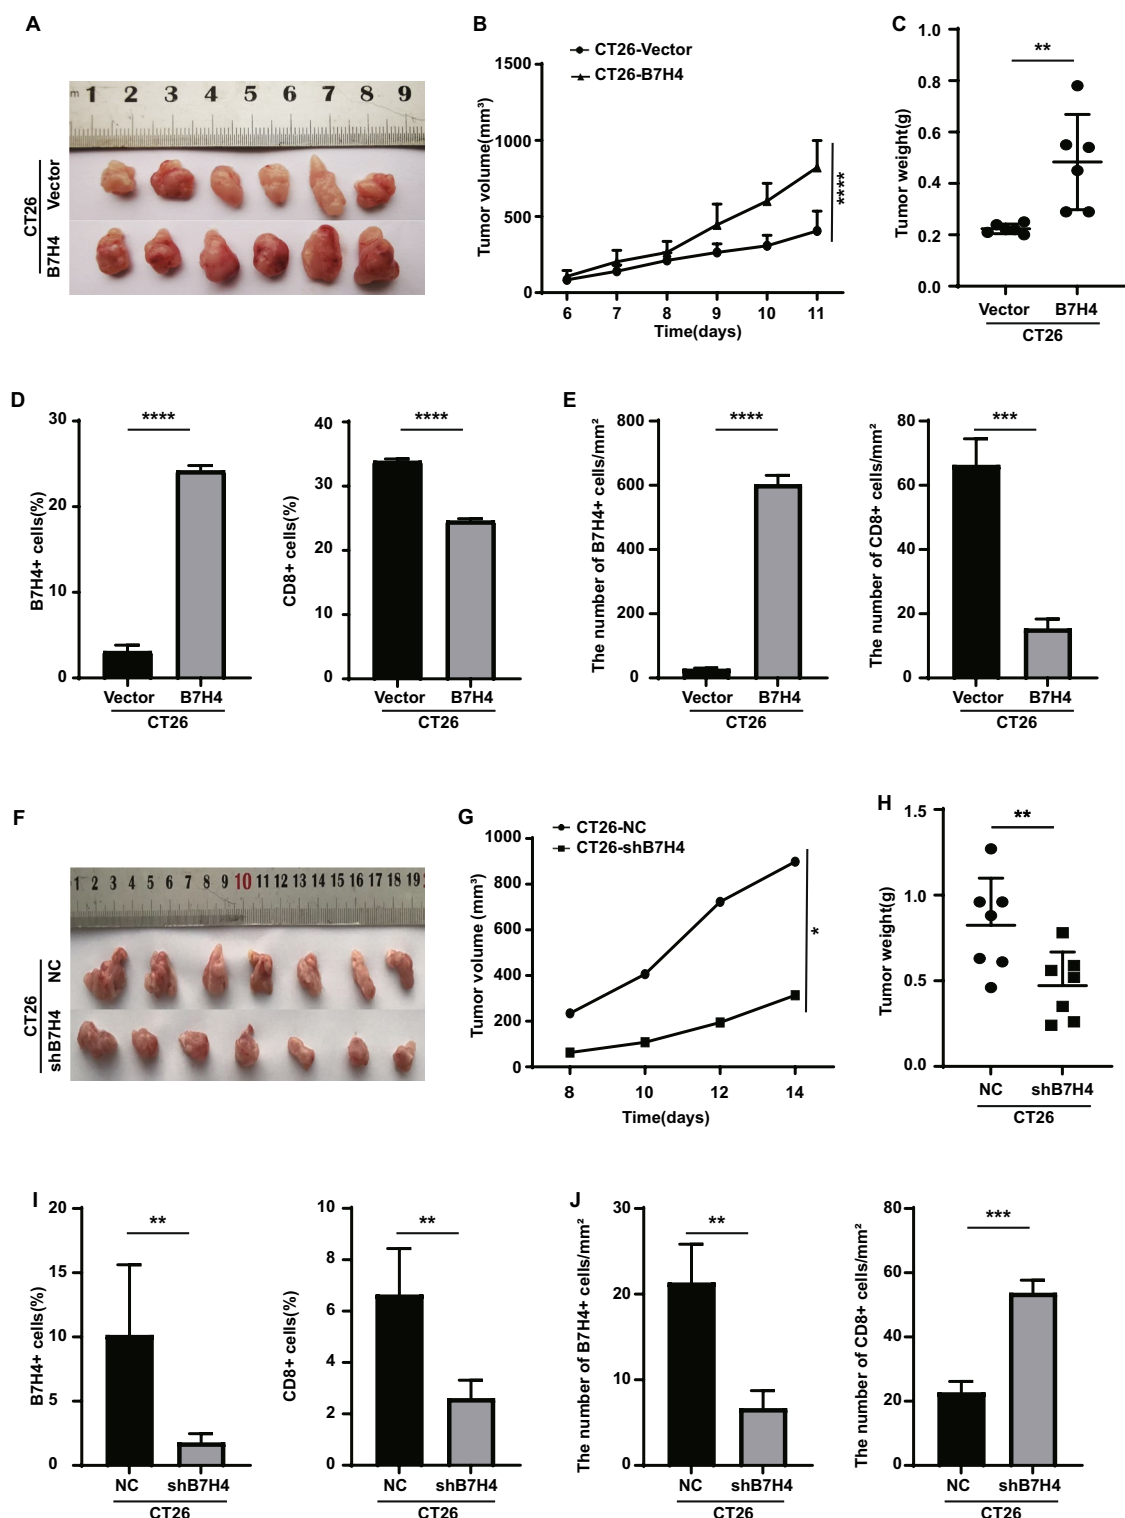 A
m 1 2 3 4 5 6 7 8 9
CT26
Vector
B7H4
B
CT26-Vector
CT26-B7H4
Tumor volume(mm³)
1500
1000
500
0
****
6 7 8 9 10 11
Time(days)
C
Tumor weight(g)
1.0
0.8
0.6
0.4
0.2
0.0
**
Vector B7H4
CT26
D
B7H4+ cells(%)
30
20
10
0
****
Vector B7H4
CT26
CD8+ cells(%)
40
30
20
10
0
****
Vector B7H4
CT26
E
The number of B7H4+ cells/mm²
800
600
400
200
0
****
Vector B7H4
CT26
The number of CD8+ cells/mm²
80
60
40
20
0
***
Vector B7H4
CT26
F
1 2 3 4 5 6 7 8 9 10 11 12 13 14 15 16 17 18 19
CT26
NC
shB7H4
G
CT26-NC
CT26-shB7H4
Tumor volume (mm³)
1000
800
600
400
200
0
*
8 10 12 14
Time(days)
H
Tumor weight(g)
1.5
1.0
0.5
0.0
**
NC shB7H4
CT26
I
B7H4+ cells(%)
20
15
10
5
0
**
NC shB7H4
CT26
CD8+ cells(%)
10
8
6
4
2
0
**
NC shB7H4
CT26
J
The number of B7H4+ cells/mm²
30
20
10
0
**
NC shB7H4
CT26
The number of CD8+ cells/mm²
80
60
40
20
0
***
NC shB7H4
CT26